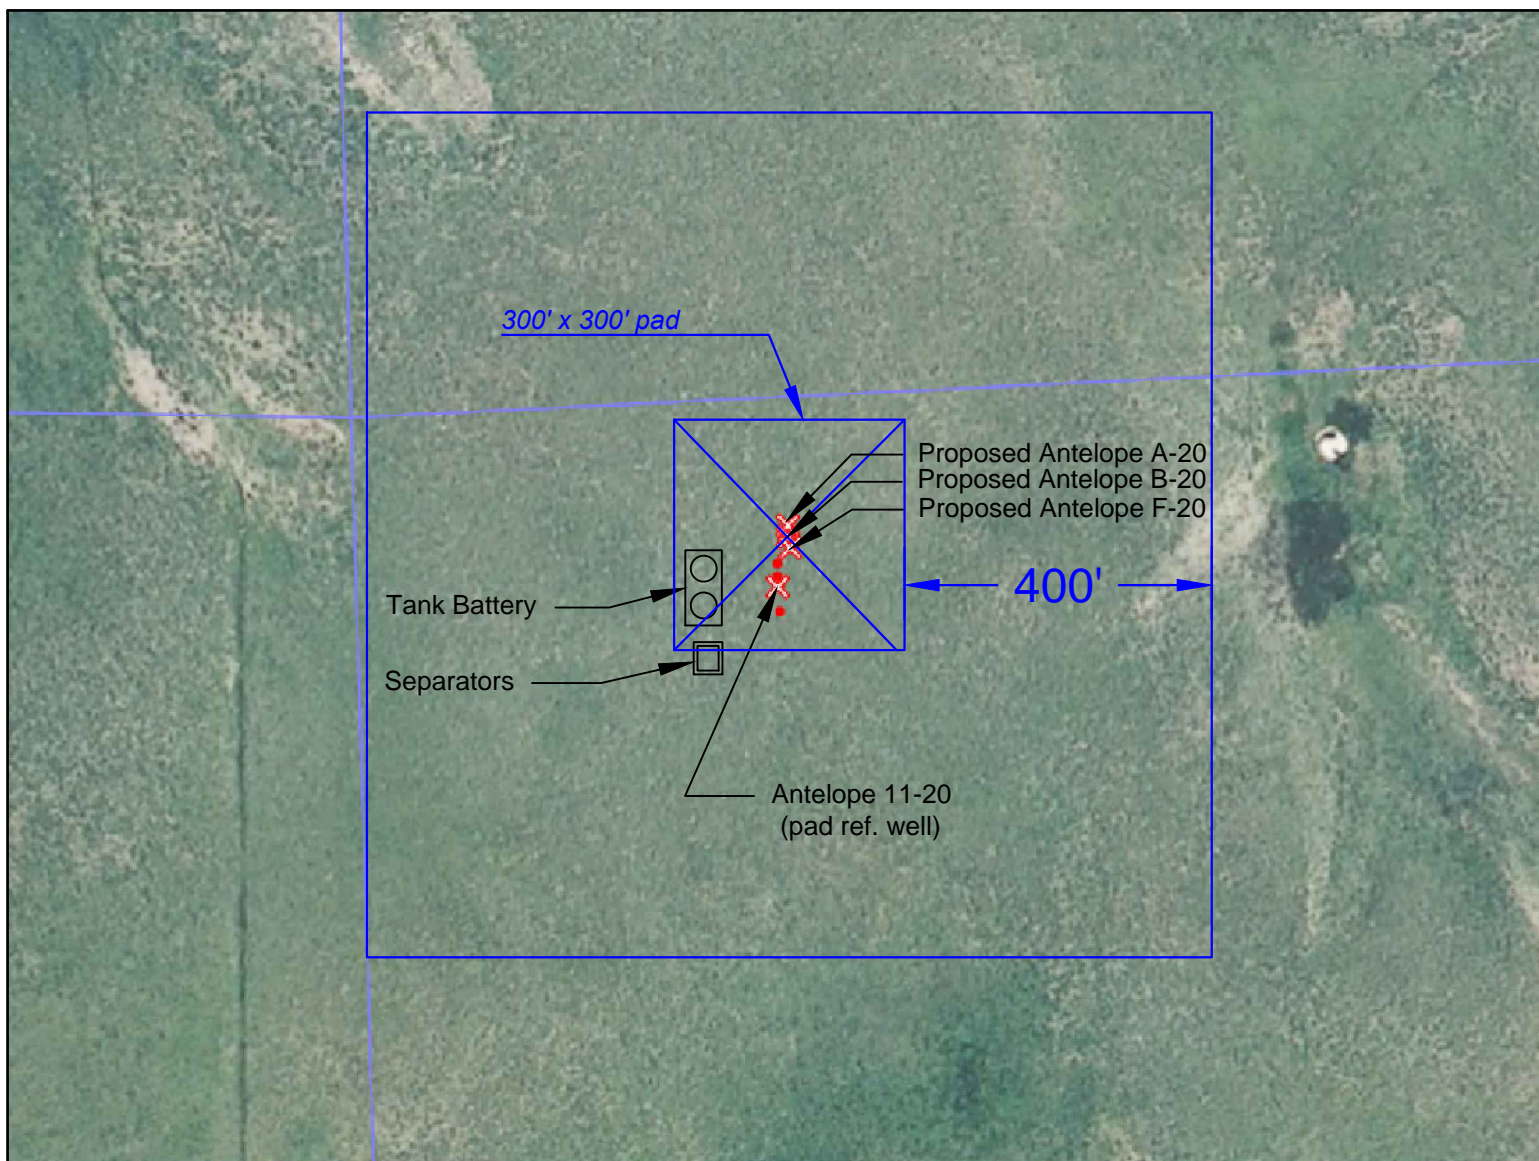 300' x 300' pad
Proposed Antelope A-20
Proposed Antelope B-20
Proposed Antelope F-20
400'
Tank Battery
Separators
Antelope 11-20
(pad ref. well)